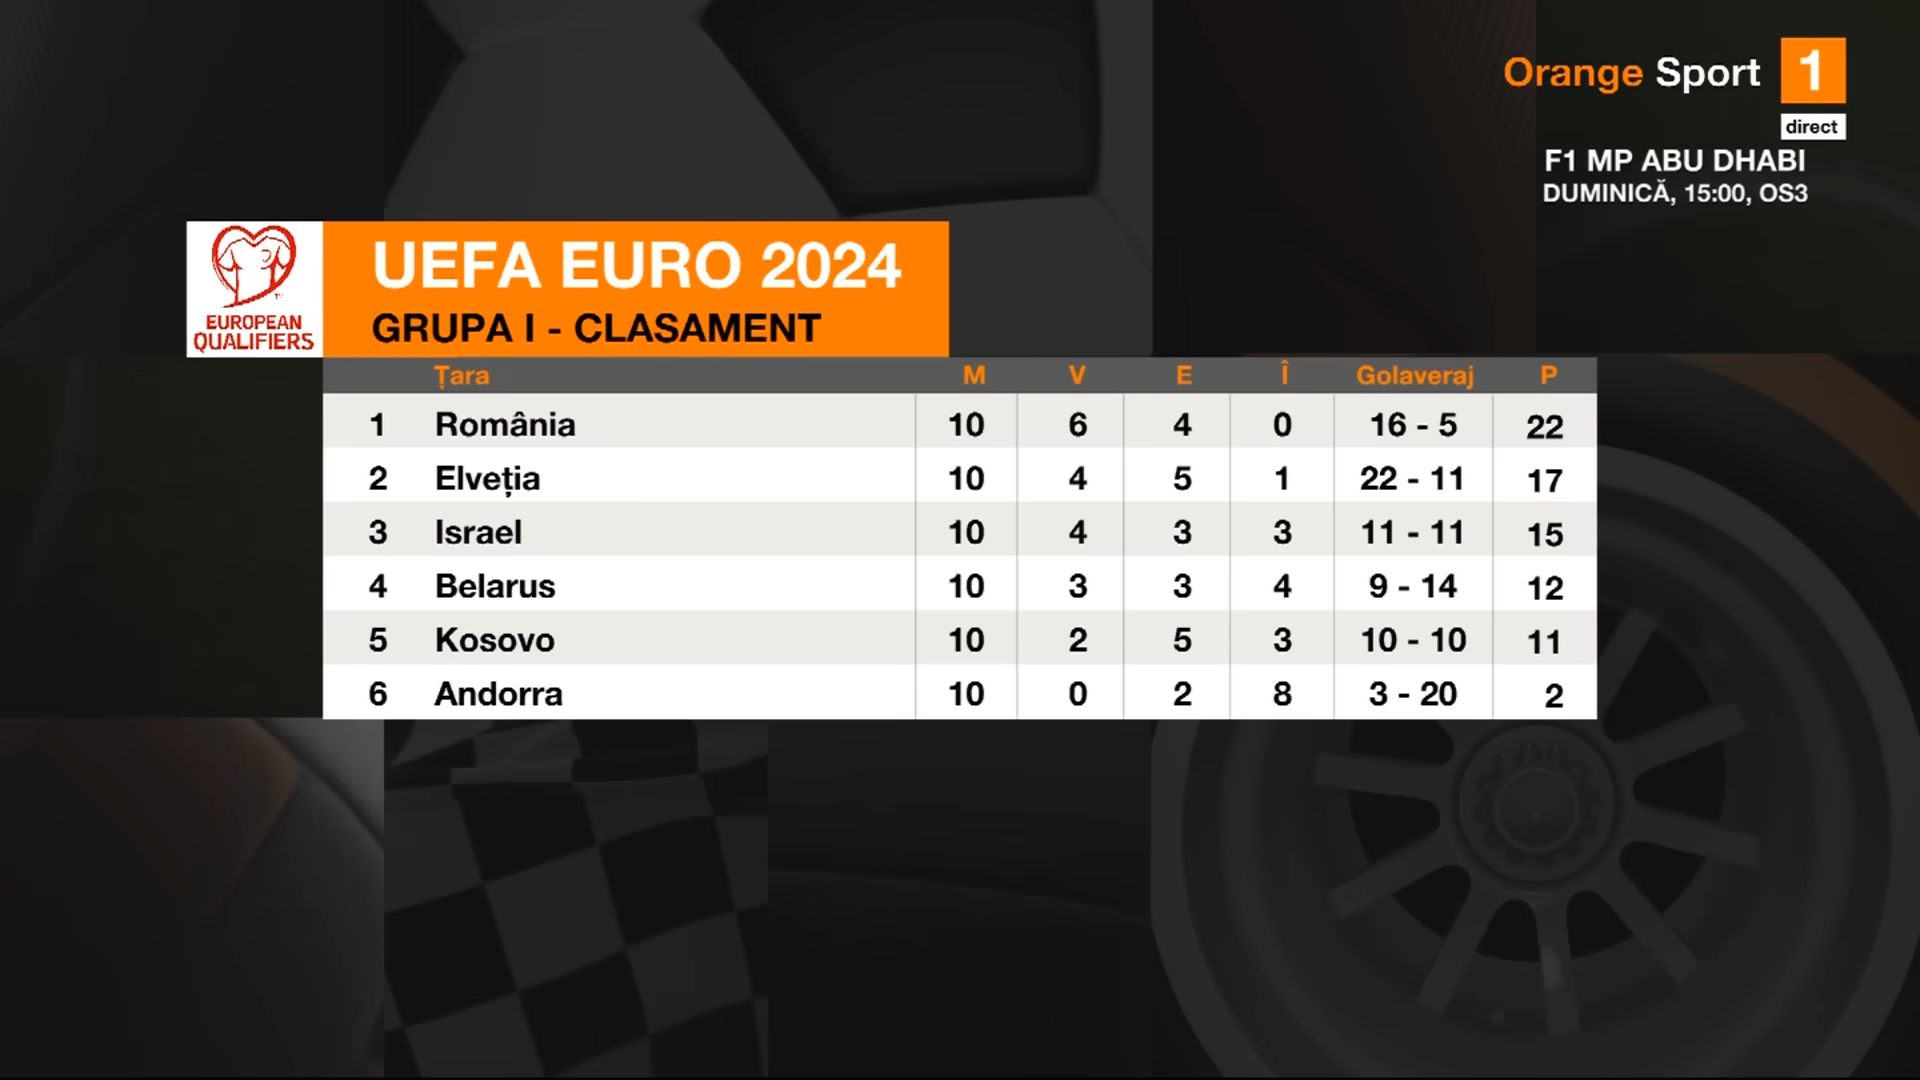 Orange Sport 1
direct
F1 MP ABU DHABI
DUMINICĂ, 15:00, OS3
EUROPEAN
QUALIFIERS
UEFA EURO 2024
GRUPA I - CLASAMENT
Țara M V E Î Golaveraj P
1 România 10 6 4 0 16 - 5 22
2 Elveția 10 4 5 1 22 - 11 17
3 Israel 10 4 3 3 11 - 11 15
4 Belarus 10 3 3 4 9 - 14 12
5 Kosovo 10 2 5 3 10 - 10 11
6 Andorra 10 0 2 8 3 - 20 2